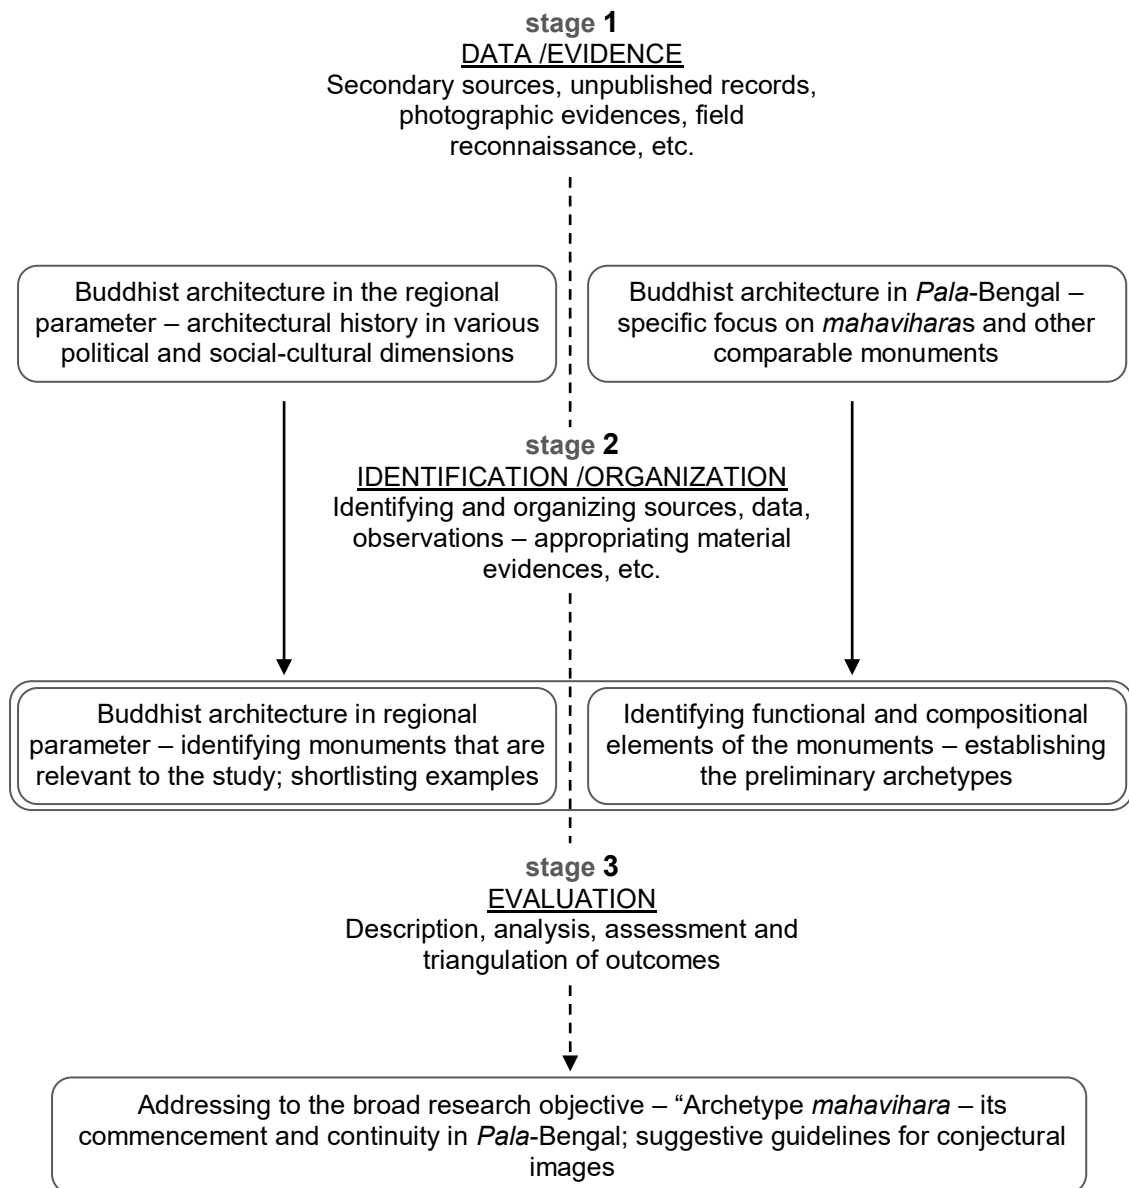 stage 1
DATA /EVIDENCE
Secondary sources, unpublished records,
photographic evidences, field
reconnaissance, etc.
Buddhist architecture in the regional
parameter – architectural history in various
political and social-cultural dimensions
Buddhist architecture in Pala-Bengal –
specific focus on mahaviharas and other
comparable monuments
stage 2
IDENTIFICATION /ORGANIZATION
Identifying and organizing sources, data,
observations – appropriating material
evidences, etc.
Buddhist architecture in regional
parameter – identifying monuments that are
relevant to the study; shortlisting examples
Identifying functional and compositional
elements of the monuments – establishing
the preliminary archetypes
stage 3
EVALUATION
Description, analysis, assessment and
triangulation of outcomes
Addressing to the broad research objective – “Archetype mahavihara – its
commencement and continuity in Pala-Bengal; suggestive guidelines for conjectural
images